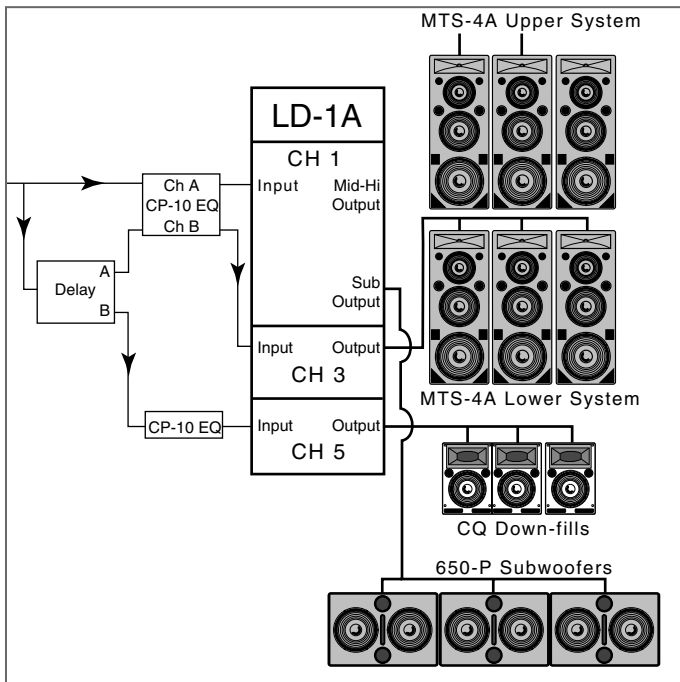 MTS-4A Upper System
LD-1A
CH 1
Input
Mid-Hi
Output
Ch A
CP-10 EQ
Ch B
Delay
A
B
Sub
Output
Input
Output
CH 3
MTS-4A Lower System
CP-10 EQ
Input
Output
CH 5
CQ Down-fills
650-P Subwoofers